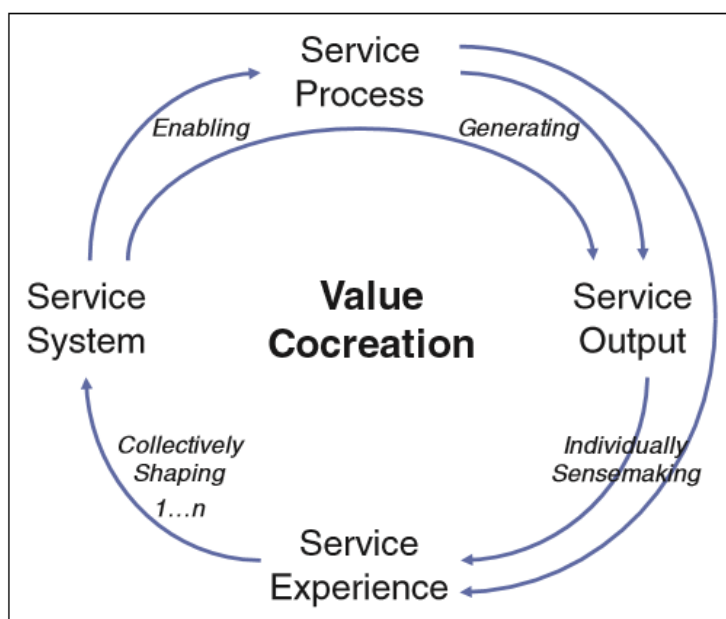 Service
Process
Enabling
Generating
Service
System
Value
Cocreation
Service
Output
Collectively
Shaping
1...n
Individually
Sensemaking
Service
Experience